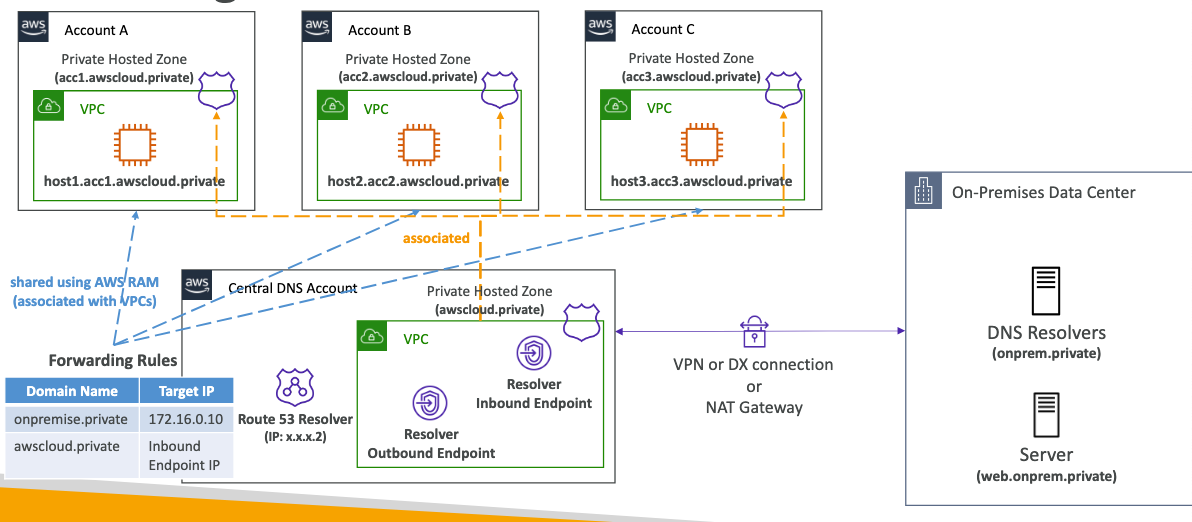 aws
Account A
Private Hosted Zone
(acc1.awscloud.private)
VPC
host1.acc1.awscloud.private
aws
Account B
Private Hosted Zone
(acc2.awscloud.private)
VPC
host2.acc2.awscloud.private
aws
Account C
Private Hosted Zone
(acc3.awscloud.private)
VPC
host3.acc3.awscloud.private
associated
shared using AWS RAM
(associated with VPCs)
Forwarding Rules
Domain Name Target IP
onpremise.private 172.16.0.10
awscloud.private Inbound
Endpoint IP
aws
Central DNS Account
Private Hosted Zone
(awscloud.private)
VPC
Resolver
Inbound Endpoint
Resolver
Outbound Endpoint
Route 53 Resolver
(IP: x.x.x.2)
VPN or DX connection
or
NAT Gateway
On-Premises Data Center
DNS Resolvers
(onprem.private)
Server
(web.onprem.private)